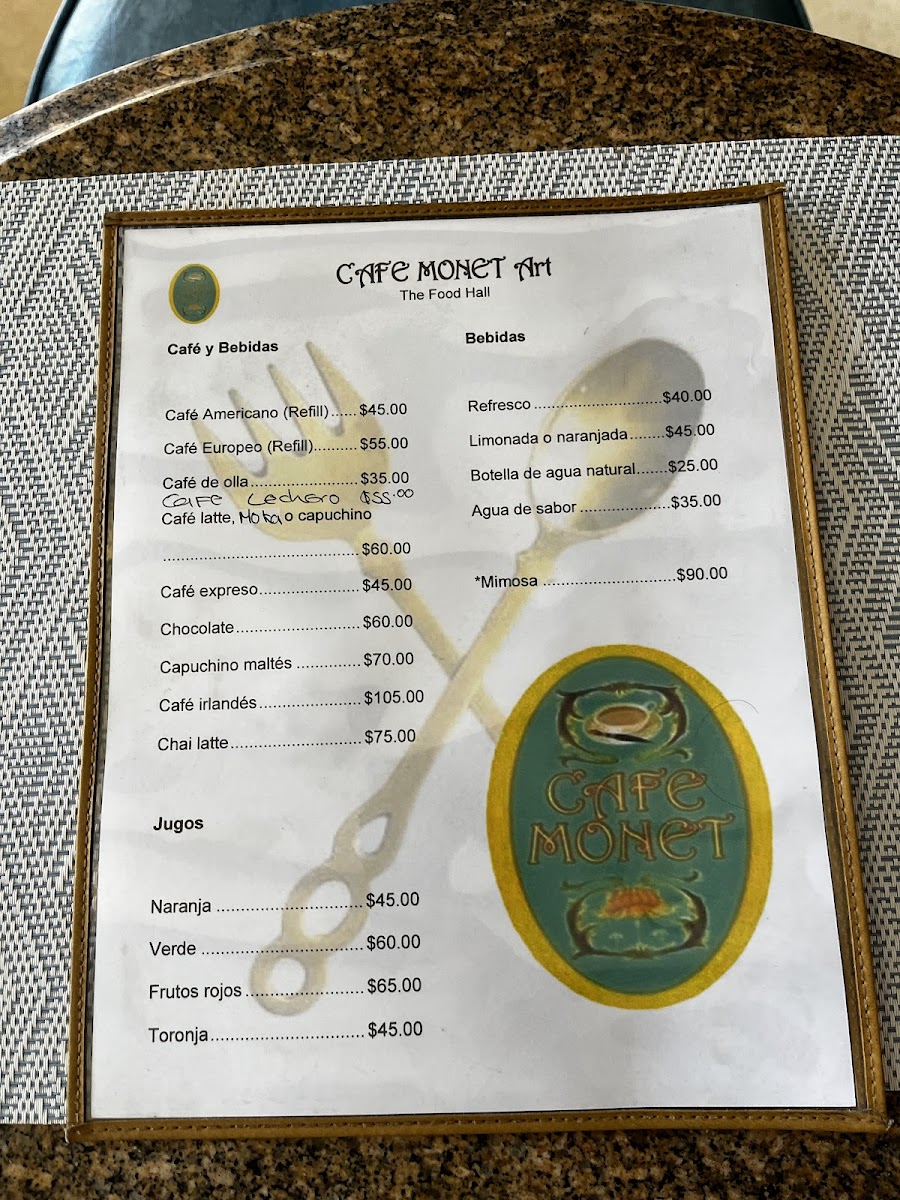 CAFE MONET Art
The Food Hall
Café y Bebidas
Café Americano (Refill)......$45.00
Café Europeo (Refill)..........$55.00
Café de olla.........................$35.00
CAFE Lechero $55.00
Café latte, Moka o capuchino
.............................................$60.00
Café expreso.......................$45.00
Chocolate.............................$60.00
Capuchino maltés ...............$70.00
Café irlandés.......................$105.00
Chai latte..............................$75.00
Jugos
Naranja .................................$45.00
Verde .....................................$60.00
Frutos rojos ...........................$65.00
Toronja...................................$45.00
Bebidas
Refresco .............................$40.00
Limonada o naranjada........$45.00
Botella de agua natural.......$25.00
Agua de sabor ....................$35.00
*Mimosa ..............................$90.00
CAFE
MONET